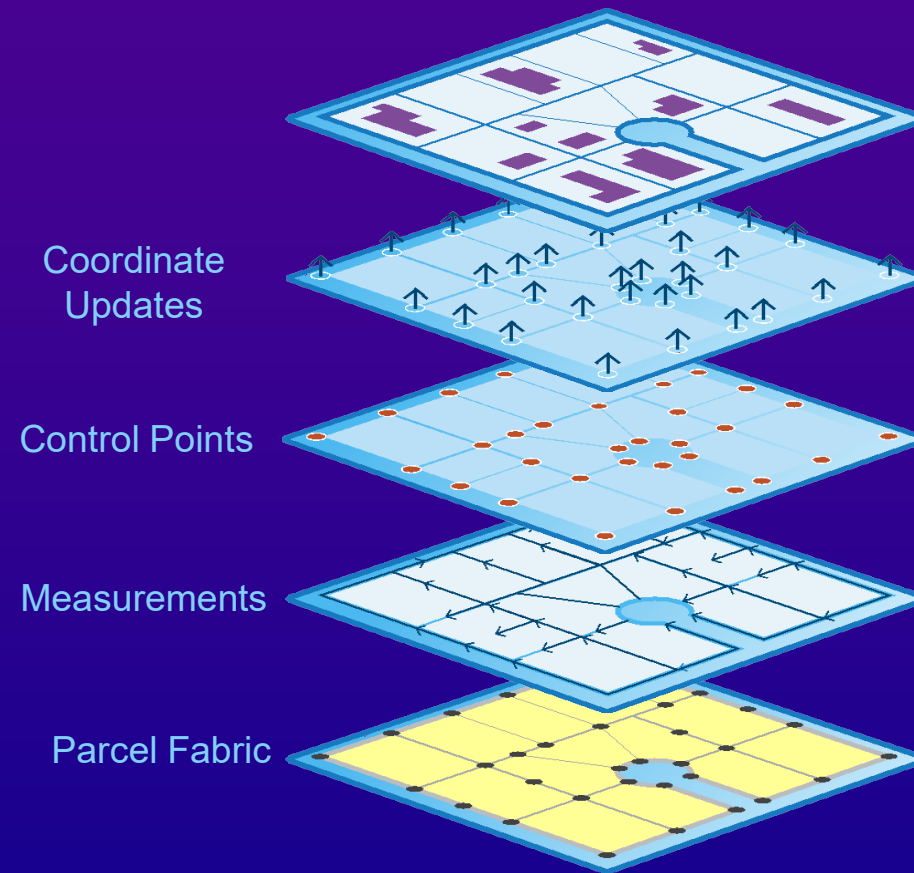 Coordinate
Updates
Control Points
Measurements
Parcel Fabric